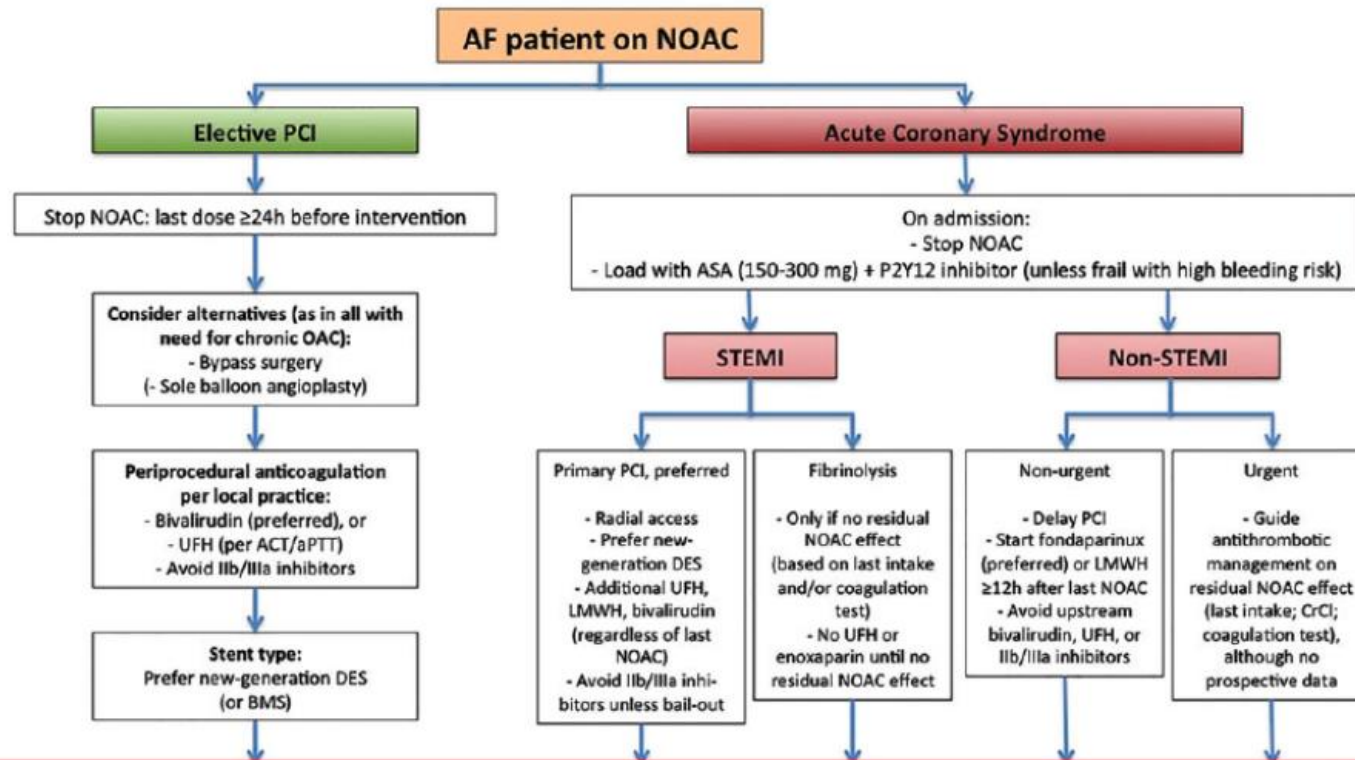 AF patient on NOAC
Elective PCI
Acute Coronary Syndrome
Stop NOAC: last dose ≥24h before intervention
On admission:
- Stop NOAC
- Load with ASA (150-300 mg) + P2Y12 inhibitor (unless frail with high bleeding risk)
Consider alternatives (as in all with
need for chronic OAC):
- Bypass surgery
(- Sole balloon angioplasty)
STEMI
Non-STEMI
Periprocedural anticoagulation
per local practice:
- Bivalirudin (preferred), or
- UFH (per ACT/aPTT)
- Avoid IIb/IIIa inhibitors
Primary PCI, preferred
- Radial access
- Prefer new-
generation DES
- Additional UFH,
LMWH, bivalirudin
(regardless of last
NOAC)
- Avoid IIb/IIIa inhi-
bitors unless bail-out
Fibrinolysis
- Only if no residual
NOAC effect
(based on last intake
and/or coagulation
test)
- No UFH or
enoxaparin until no
residual NOAC effect
Non-urgent
- Delay PCI
- Start fondaparinux
(preferred) or LMWH
≥12h after last NOAC
- Avoid upstream
bivalirudin, UFH, or
IIb/IIIa inhibitors
Urgent
- Guide
antithrombotic
management on
residual NOAC effect
(last intake; CrCl;
coagulation test),
although no
prospective data
Stent type:
Prefer new-generation DES
(or BMS)